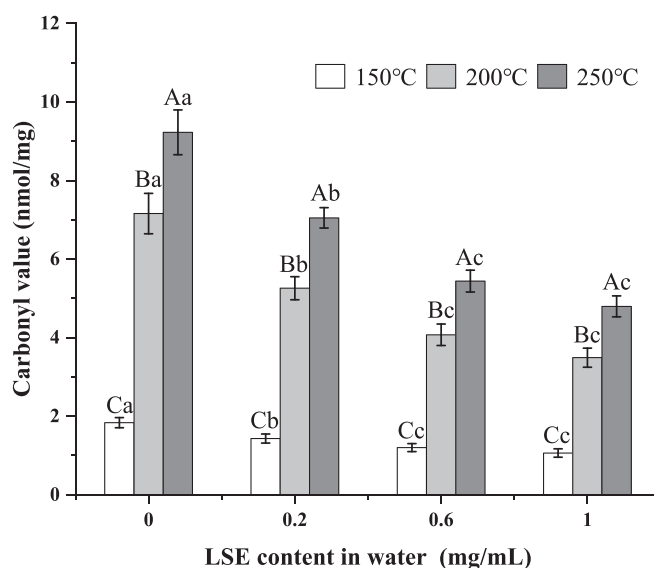 12
10
8
6
4
2
0
Carbonyl value (nmol/mg)
150℃ 200℃ 250℃
Ca Ba Aa
Cb Bb Ab
Cc Bc Ac
Cc Bc Ac
0 0.2 0.6 1
LSE content in water (mg/mL)